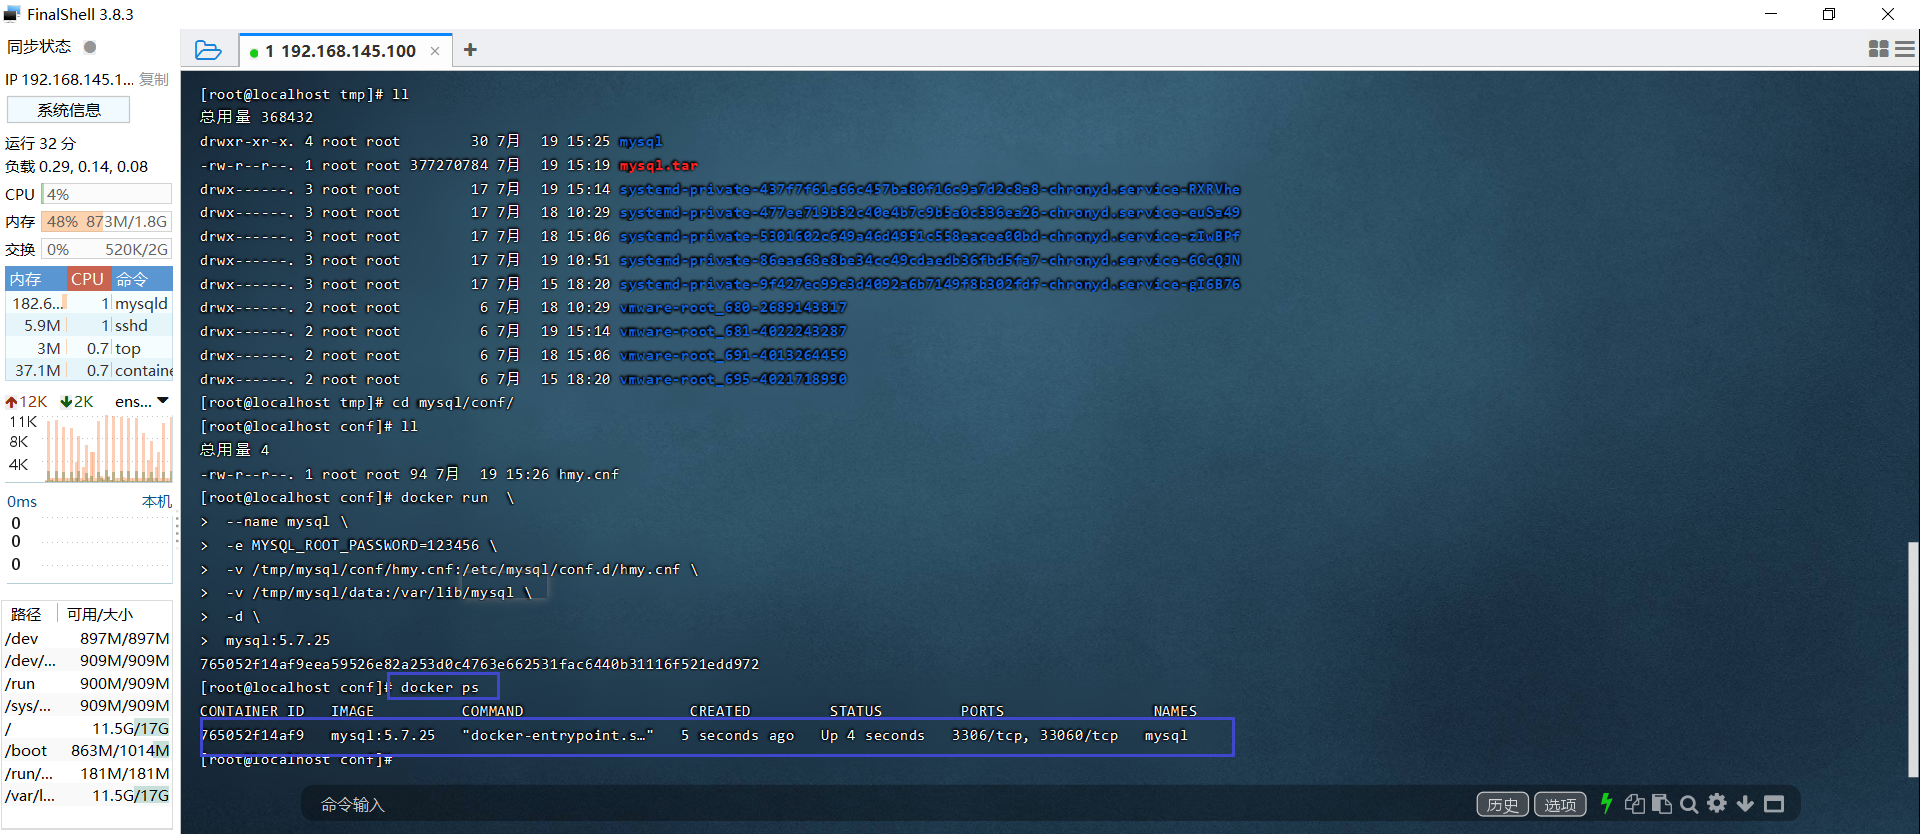 FinalShell 3.8.3
同步状态
IP 192.168.145.1... 复制
系统信息
运行 32 分
负载 0.29, 0.14, 0.08
CPU 4%
内存 48% 873M/1.8G
交换 0% 520K/2G
内存 CPU 命令
182.6... 1 mysqld
5.9M 1 sshd
3M 0.7 top
37.1M 0.7 containe
12K 2K ens...
11K
8K
4K
0ms 本机
0
0
0
路径 可用/大小
/dev 897M/897M
/dev/... 909M/909M
/run 900M/909M
/sys/... 909M/909M
/ 11.5G/17G
/boot 863M/1014M
/run/... 181M/181M
/var/l... 11.5G/17G
1 192.168.145.100
[root@localhost tmp]# ll
总用量 368432
drwxr-xr-x. 4 root root 30 7月 19 15:25 mysql
-rw-r--r--. 1 root root 377270784 7月 19 15:19 mysql.tar
drwx------. 3 root root 17 7月 19 15:14 systemd-private-437f7f61a66c457ba80f16c9a7d2c8a8-chronyd.service-RXRVhe
drwx------. 3 root root 17 7月 18 10:29 systemd-private-477ee719b32c40e4b7c9b5a0c336ea26-chronyd.service-euSa49
drwx------. 3 root root 17 7月 18 15:06 systemd-private-5301602c649a46d4951c558eacee00bd-chronyd.service-zIwBPf
drwx------. 3 root root 17 7月 19 10:51 systemd-private-86eae68e8be34cc49cdaedb36fbd5fa7-chronyd.service-6CcQJN
drwx------. 3 root root 17 7月 15 18:20 systemd-private-9f427ec99e3d4092a6b7149f8b302fdf-chronyd.service-gI6B76
drwx------. 2 root root 6 7月 18 10:29 vmware-root_680-2689143817
drwx------. 2 root root 6 7月 19 15:14 vmware-root_681-4022243287
drwx------. 2 root root 6 7月 18 15:06 vmware-root_691-4013264459
drwx------. 2 root root 6 7月 15 18:20 vmware-root_695-4021718990
[root@localhost tmp]# cd mysql/conf/
[root@localhost conf]# ll
总用量 4
-rw-r--r--. 1 root root 94 7月 19 15:26 hmy.cnf
[root@localhost conf]# docker run \
> --name mysql \
> -e MYSQL_ROOT_PASSWORD=123456 \
> -v /tmp/mysql/conf/hmy.cnf:/etc/mysql/conf.d/hmy.cnf \
> -v /tmp/mysql/data:/var/lib/mysql \
> -d \
> mysql:5.7.25
765052f14af9eea59526e82a253d0c4763e662531fac6440b31116f521edd972
[root@localhost conf]# docker ps
CONTAINER ID IMAGE COMMAND CREATED STATUS PORTS NAMES
765052f14af9 mysql:5.7.25 "docker-entrypoint.s…" 5 seconds ago Up 4 seconds 3306/tcp, 33060/tcp mysql
[root@localhost conf]#
命令输入
历史 选项